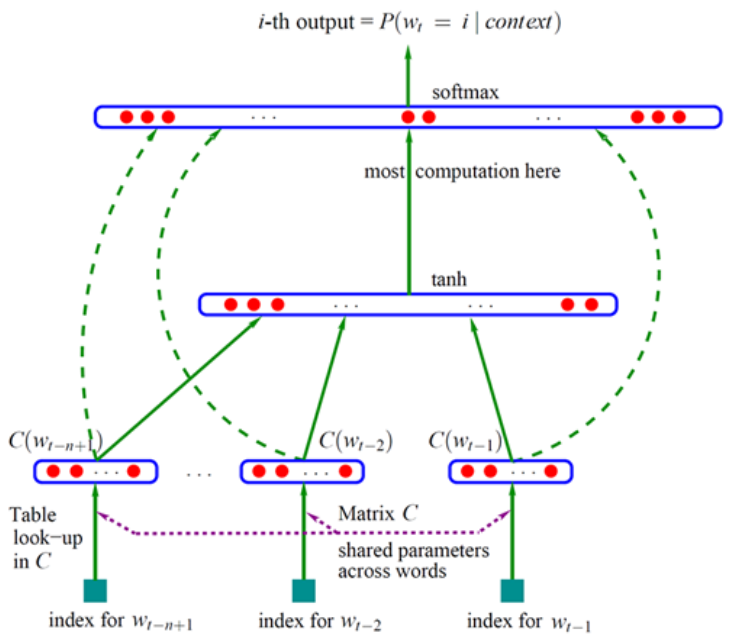 i-th output = P(w_t = i | context)
softmax
. . .
. . .
most computation here
tanh
. . .
. . .
C(w_{t−n+1})
C(w_{t−2})
C(w_{t−1})
. . .
. . .
. . .
. . .
Table
look−up
in C
Matrix C
shared parameters
across words
index for w_{t−n+1}
index for w_{t−2}
index for w_{t−1}